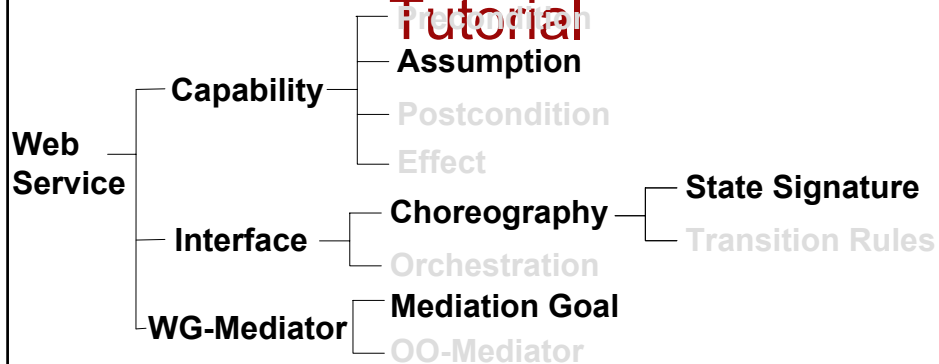 Tutorial
Precondition
Assumption
Capability
Postcondition
Web
Service
Effect
State Signature
Choreography
Interface
Transition Rules
Orchestration
Mediation Goal
WG-Mediator
OO-Mediator